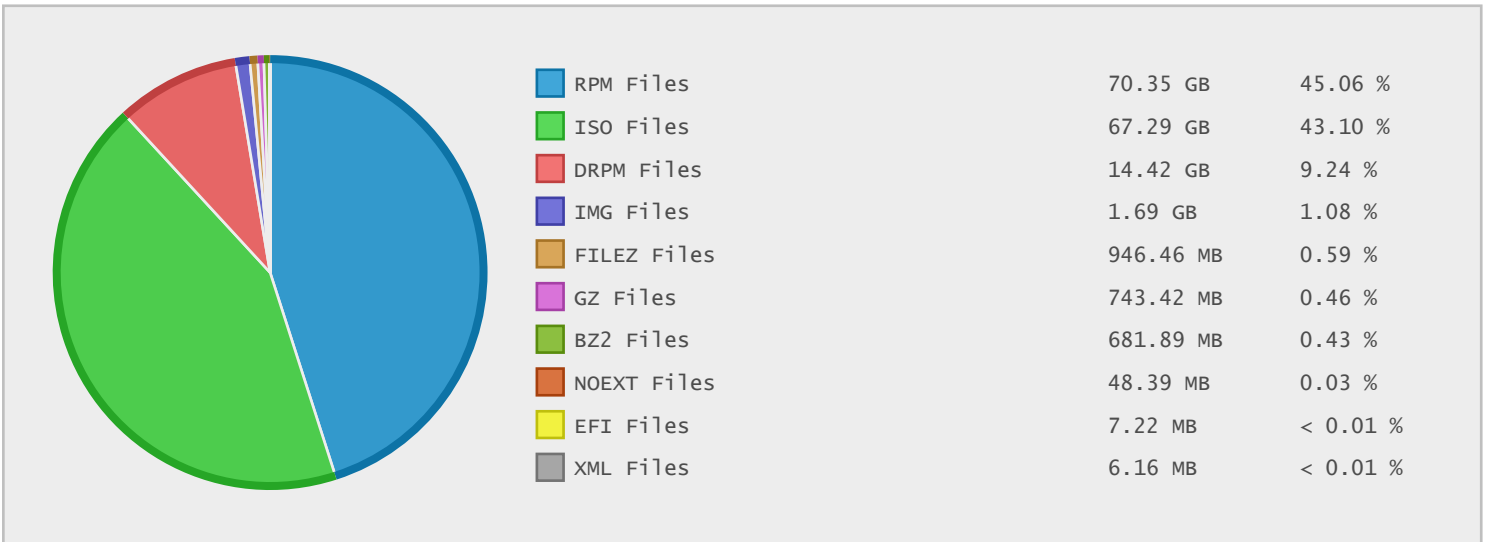 RPM Files 70.35 GB 45.06 %
ISO Files 67.29 GB 43.10 %
DRPM Files 14.42 GB 9.24 %
IMG Files 1.69 GB 1.08 %
FILEZ Files 946.46 MB 0.59 %
GZ Files 743.42 MB 0.46 %
BZ2 Files 681.89 MB 0.43 %
NOEXT Files 48.39 MB 0.03 %
EFI Files 7.22 MB < 0.01 %
XML Files 6.16 MB < 0.01 %